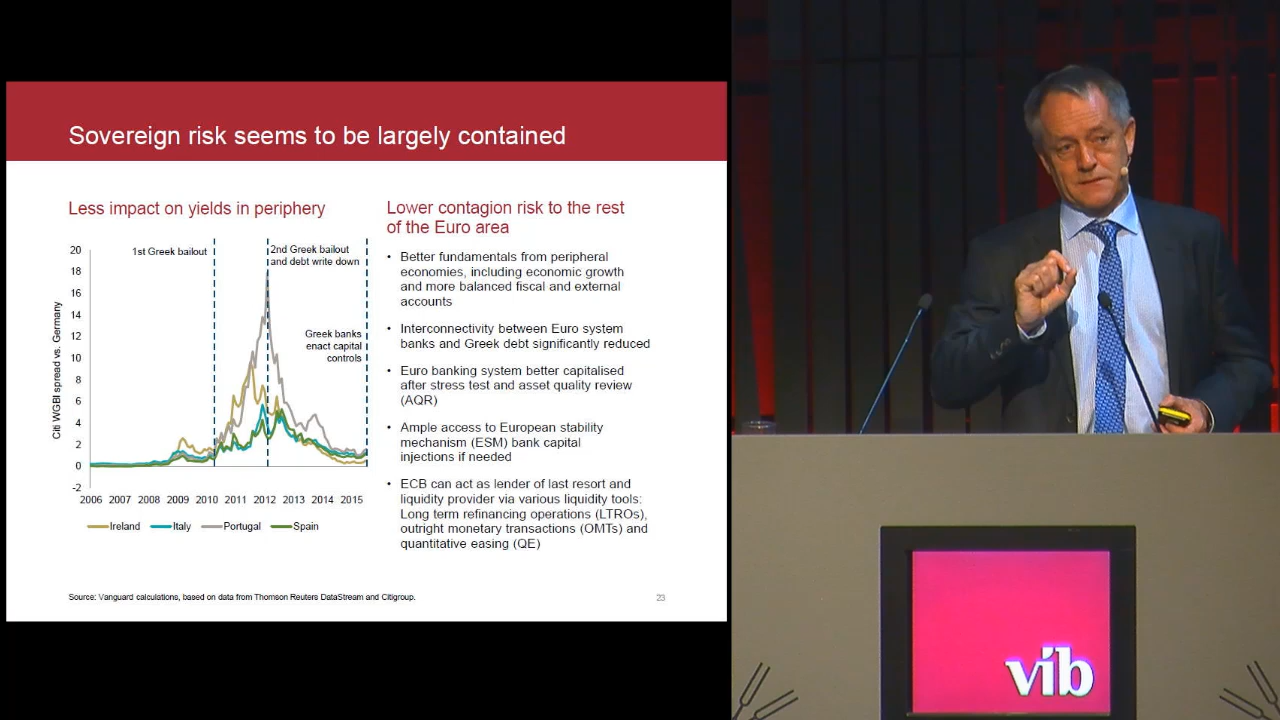 Sovereign risk seems to be largely contained
Less impact on yields in periphery
Citi WGBI spread vs. Germany
20
18
16
14
12
10
8
6
4
2
0
-2
1st Greek bailout
2nd Greek bailout
and debt write down
Greek banks
enact capital
controls
2006 2007 2008 2009 2010 2011 2012 2013 2014 2015
Ireland Italy Portugal Spain
Lower contagion risk to the rest
of the Euro area
• Better fundamentals from peripheral
economies, including economic growth
and more balanced fiscal and external
accounts
• Interconnectivity between Euro system
banks and Greek debt significantly reduced
• Euro banking system better capitalised
after stress test and asset quality review
(AQR)
• Ample access to European stability
mechanism (ESM) bank capital
injections if needed
• ECB can act as lender of last resort and
liquidity provider via various liquidity tools:
Long term refinancing operations (LTROs),
outright monetary transactions (OMTs) and
quantitative easing (QE)
Source: Vanguard calculations, based on data from Thomson Reuters DataStream and Citigroup.
23
vib